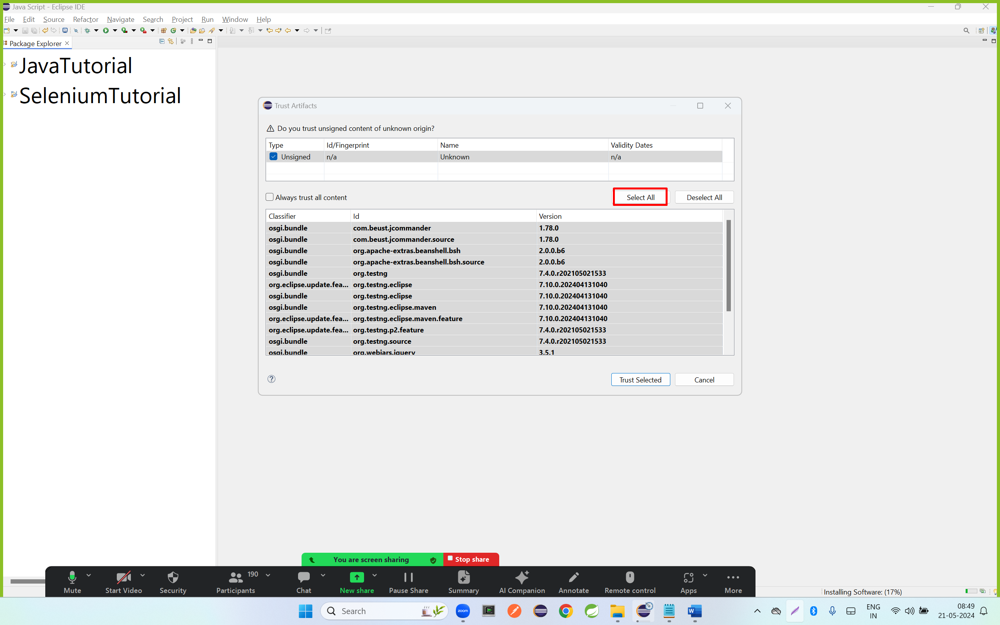 Java Script - Eclipse IDE
File Edit Source Refactor Navigate Search Project Run Window Help
Package Explorer
JavaTutorial
SeleniumTutorial
Trust Artifacts
Do you trust unsigned content of unknown origin?
Type Id/Fingerprint Name Validity Dates
Unsigned n/a Unknown n/a
Always trust all content Select All Deselect All
Classifier Id Version
osgi.bundle com.beust.jcommander 1.78.0
osgi.bundle com.beust.jcommander.source 1.78.0
osgi.bundle org.apache-extras.beanshell.bsh 2.0.0.b6
osgi.bundle org.apache-extras.beanshell.bsh.source 2.0.0.b6
osgi.bundle org.testng 7.4.0.r202105021533
org.eclipse.update.fea... org.testng.eclipse 7.10.0.202404131040
osgi.bundle org.testng.eclipse 7.10.0.202404131040
osgi.bundle org.testng.eclipse.maven 7.10.0.202404131040
org.eclipse.update.fea... org.testng.eclipse.maven.feature 7.10.0.202404131040
org.eclipse.update.fea... org.testng.p2.feature 7.4.0.r202105021533
osgi.bundle org.testng.source 7.4.0.r202105021533
osgi.bundle org.webjars.jquery 3.5.1
Trust Selected Cancel
You are screen sharing Stop share
190
Mute Start Video Security Participants Chat New share Pause Share Summary AI Companion Annotate Remote control Apps More
Installing Software: (17%)
Search
zoom
ENG
IN
08:49
21-05-2024